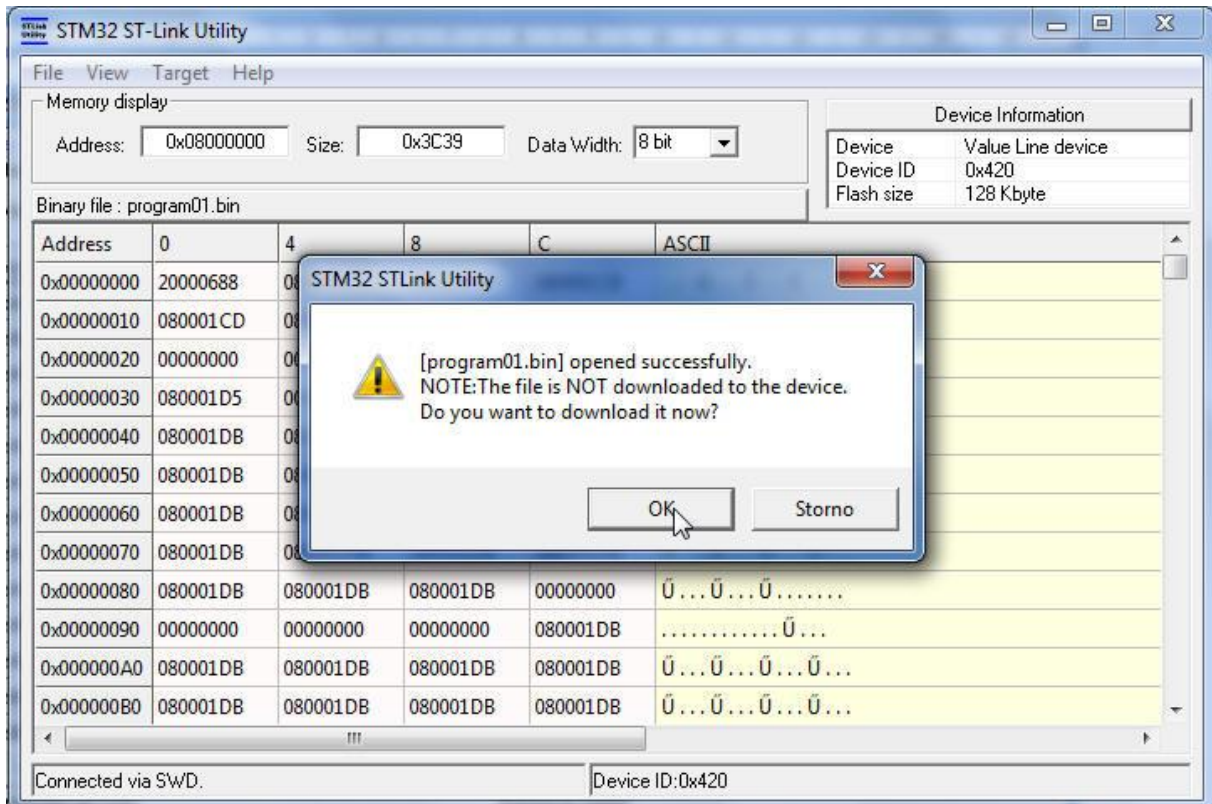 STM32 ST-Link Utility
File View Target Help
Memory display
Address: 0x08000000 Size: 0x3C39 Data Width: 8 bit
Device Information
Device Value Line device
Device ID 0x420
Flash size 128 Kbyte
Binary file : program01.bin
Address 0 4 8 C ASCII
0x00000000 20000688
0x00000010 080001CD
0x00000020 00000000
0x00000030 080001D5
0x00000040 080001DB
0x00000050 080001DB
0x00000060 080001DB
0x00000070 080001DB
STM32 STLink Utility
[program01.bin] opened successfully.
NOTE:The file is NOT downloaded to the device.
Do you want to download it now?
OK Storno
0x00000080 080001DB 080001DB 080001DB 00000000 Ű...Ű...Ű.......
0x00000090 00000000 00000000 00000000 080001DB ............Ű...
0x000000A0 080001DB 080001DB 080001DB 080001DB Ű...Ű...Ű...Ű...
0x000000B0 080001DB 080001DB 080001DB 080001DB Ű...Ű...Ű...Ű...
Connected via SWD. Device ID:0x420